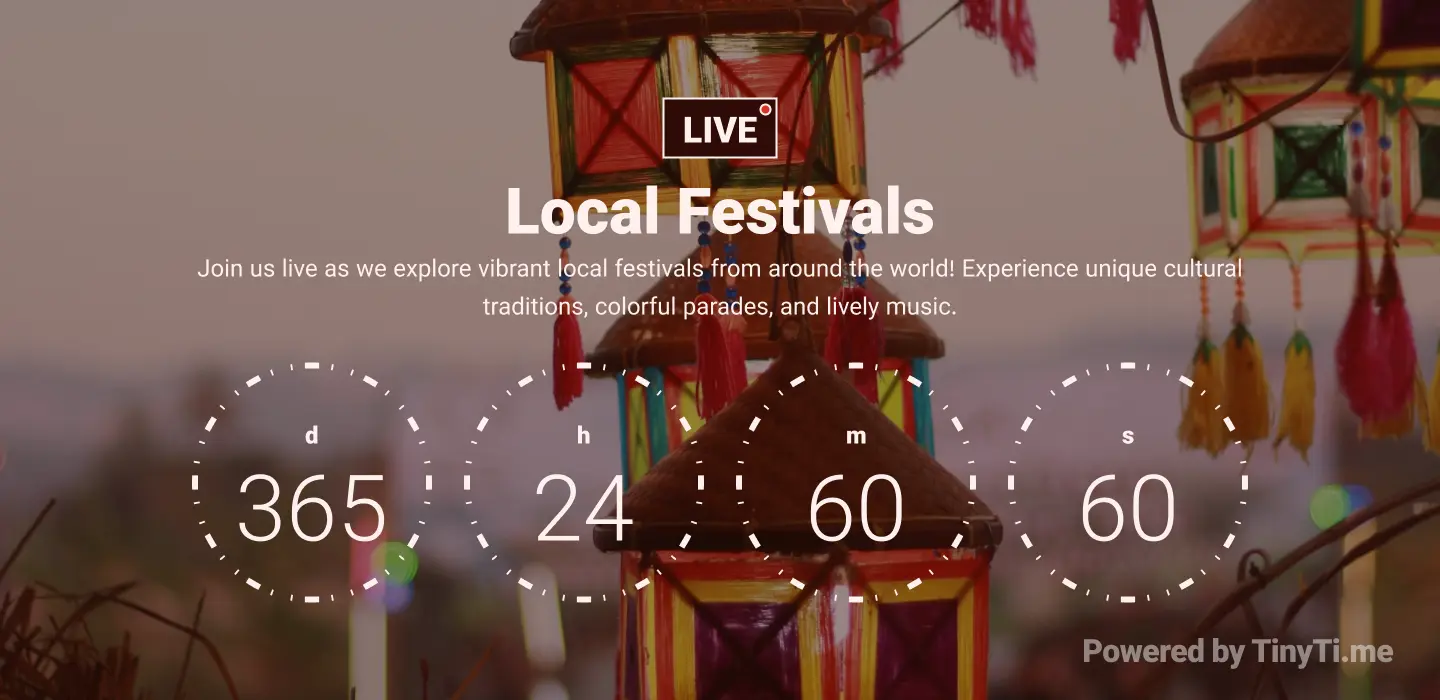 LIVE
Local Festivals
Join us live as we explore vibrant local festivals from around the world! Experience unique cultural
traditions, colorful parades, and lively music.
d
365
h
24
m
60
s
60
Powered by TinyTi.me